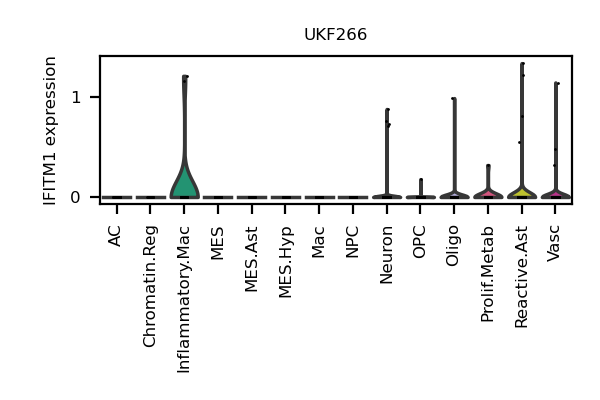 UKF266
IFITM1 expression
1
0
AC
Chromatin.Reg
Inflammatory.Mac
MES
MES.Ast
MES.Hyp
Mac
NPC
Neuron
OPC
Oligo
Prolif.Metab
Reactive.Ast
Vasc